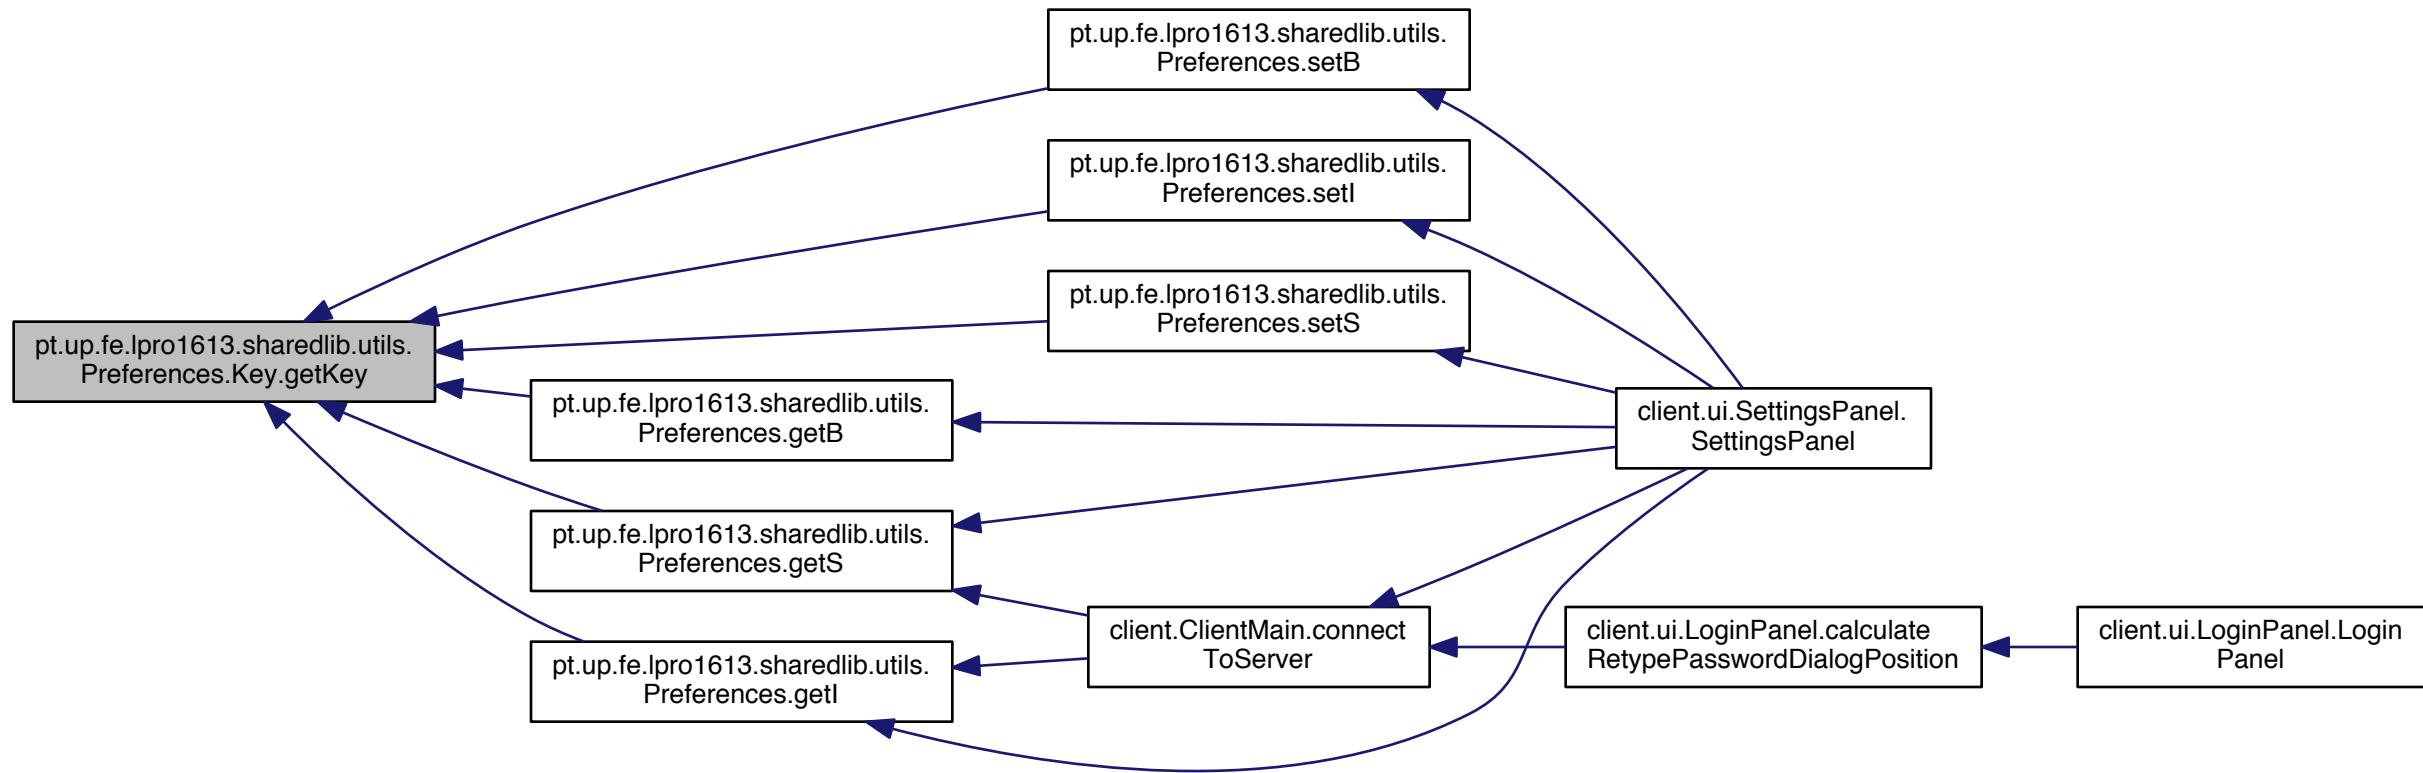 pt.up.fe.lpro1613.sharedlib.utils.
Preferences.setB
pt.up.fe.lpro1613.sharedlib.utils.
Preferences.setI
pt.up.fe.lpro1613.sharedlib.utils.
Preferences.setS
pt.up.fe.lpro1613.sharedlib.utils.
Preferences.Key.getKey
pt.up.fe.lpro1613.sharedlib.utils.
Preferences.getB
client.ui.SettingsPanel.
SettingsPanel
pt.up.fe.lpro1613.sharedlib.utils.
Preferences.getS
client.ClientMain.connect
ToServer
client.ui.LoginPanel.calculate
RetypePasswordDialogPosition
client.ui.LoginPanel.Login
Panel
pt.up.fe.lpro1613.sharedlib.utils.
Preferences.getI